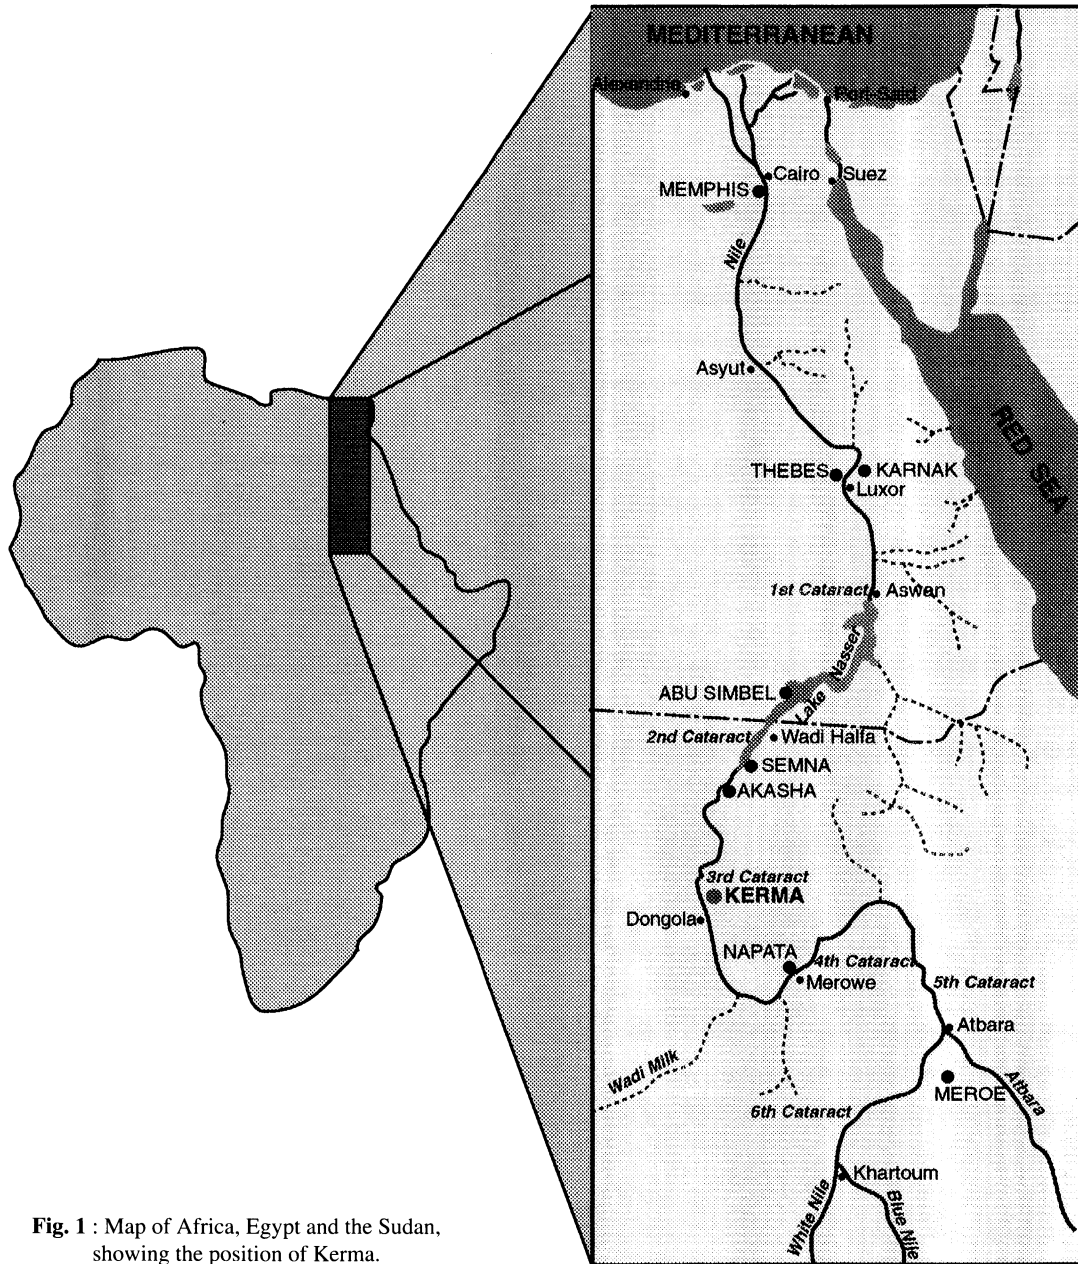 MEDITERRANEAN
Alexandrie
Port-Said
Cairo
Suez
MEMPHIS
Nile
Asyut
RED SEA
THEBES
KARNAK
Luxor
1st Cataract
Aswan
Lake Nasser
ABU SIMBEL
2nd Cataract
Wadi Halfa
SEMNA
AKASHA
3rd Cataract
KERMA
Dongola
NAPATA
4th Cataract
Merowe
5th Cataract
Atbara
Wadi Milk
MEROE
Atbara
6th Cataract
Khartoum
White Nile
Blue Nile
Fig. 1 : Map of Africa, Egypt and the Sudan,
showing the position of Kerma.